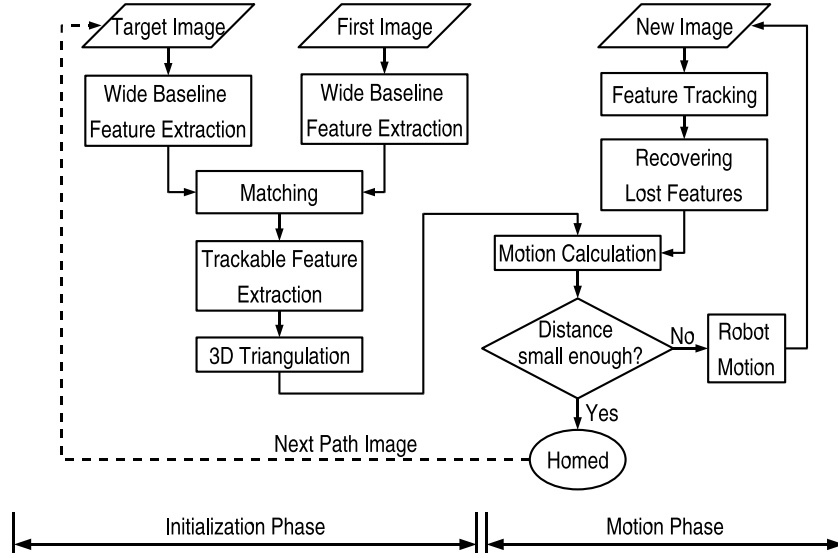 Target Image
First Image
New Image
Wide Baseline
Feature Extraction
Wide Baseline
Feature Extraction
Feature Tracking
Recovering
Lost Features
Matching
Trackable Feature
Extraction
Motion Calculation
3D Triangulation
Distance
small enough?
No
Robot
Motion
Yes
Next Path Image
Homed
Initialization Phase
Motion Phase